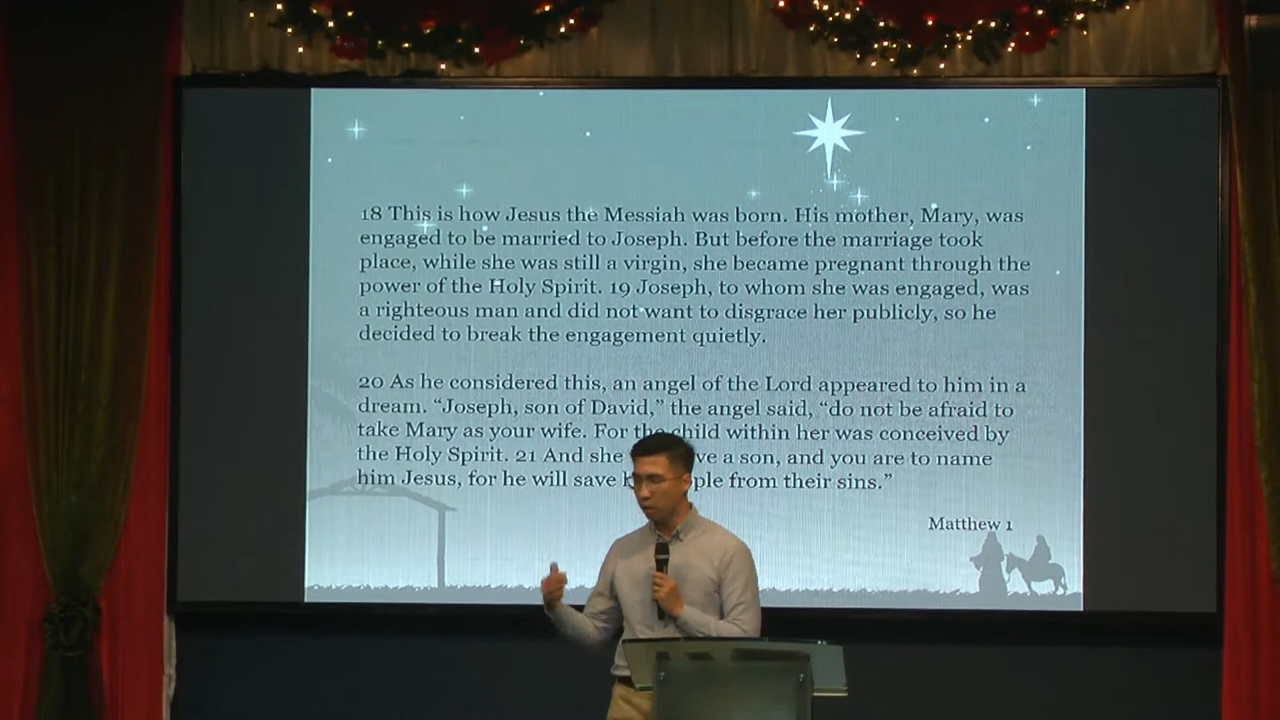 18 This is how Jesus the Messiah was born. His mother, Mary, was
engaged to be married to Joseph. But before the marriage took
place, while she was still a virgin, she became pregnant through the
power of the Holy Spirit. 19 Joseph, to whom she was engaged, was
a righteous man and did not want to disgrace her publicly, so he
decided to break the engagement quietly.
20 As he considered this, an angel of the Lord appeared to him in a
dream. “Joseph, son of David,” the angel said, “do not be afraid to
take Mary as your wife. For the child within her was conceived by
the Holy Spirit. 21 And she a son, and you are to name
him Jesus, for he will save from their sins.”
Matthew 1